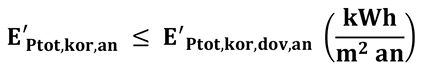 E′Ptot,kor,an ≤ E′Ptot,kor,dov,an (kWh/m² an)